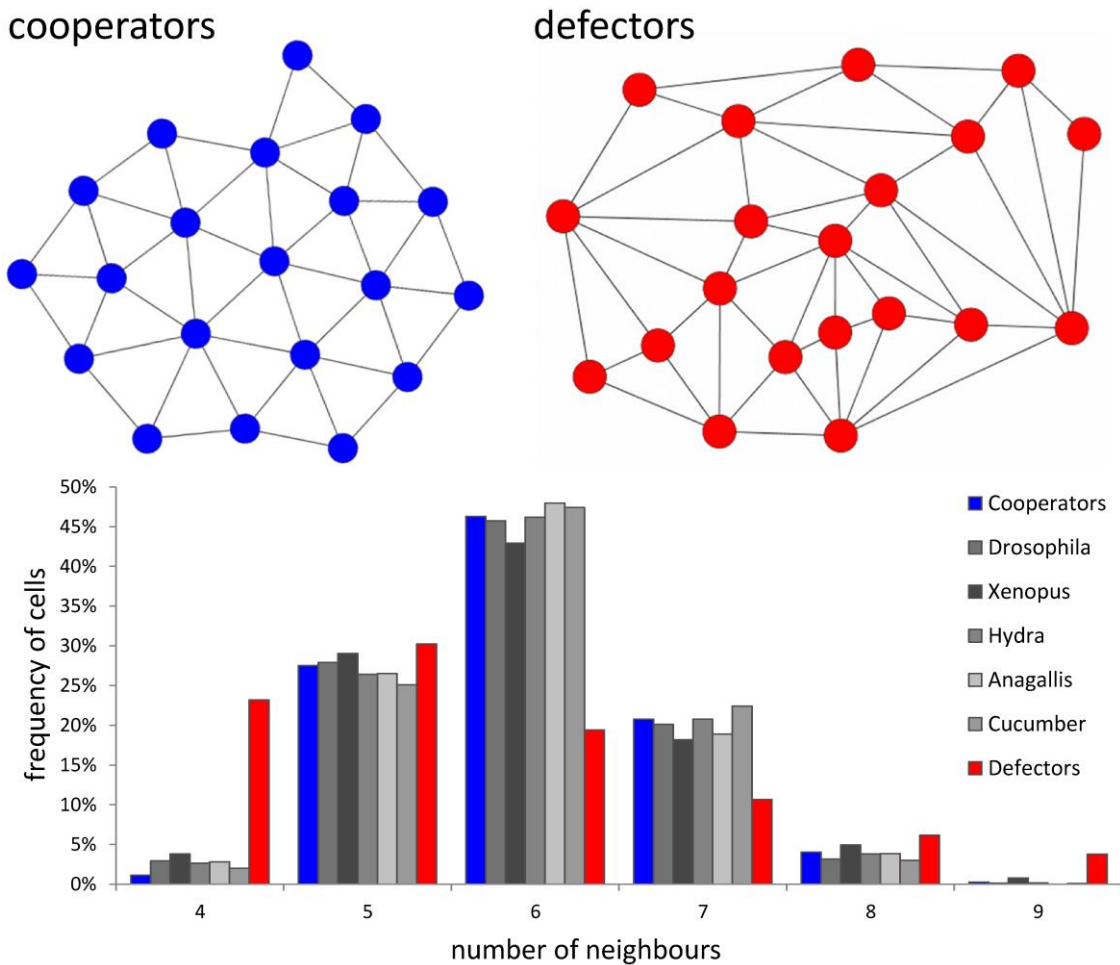 cooperators
defectors
50%
45%
40%
35%
30%
25%
20%
15%
10%
5%
0%
frequency of cells
4 5 6 7 8 9
number of neighbours
Cooperators
Drosophila
Xenopus
Hydra
Anagallis
Cucumber
Defectors